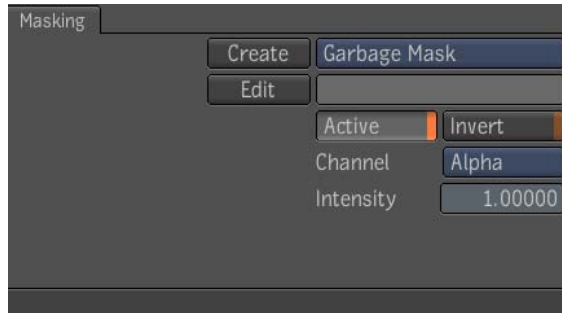 Masking
Create Garbage Mask
Edit
Active Invert
Channel Alpha
Intensity 1.00000